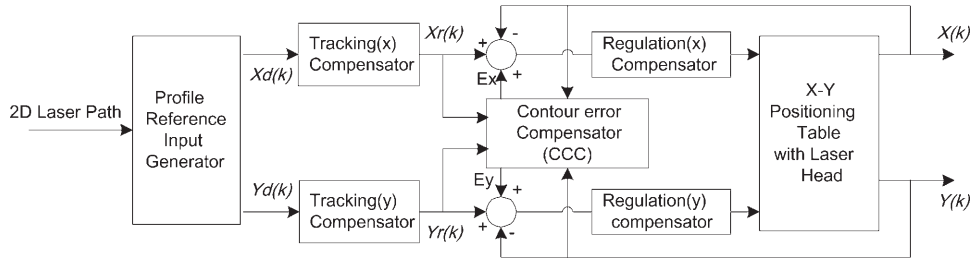 2D Laser Path
Profile
Reference
Input
Generator
Xd(k)
Yd(k)
Tracking(x)
Compensator
Tracking(y)
Compensator
Xr(k)
Yr(k)
+
-
+
Ex
Contour error
Compensator
(CCC)
Ey
+
+
-
Regulation(x)
Compensator
Regulation(y)
compensator
X-Y
Positioning
Table
with Laser
Head
X(k)
Y(k)